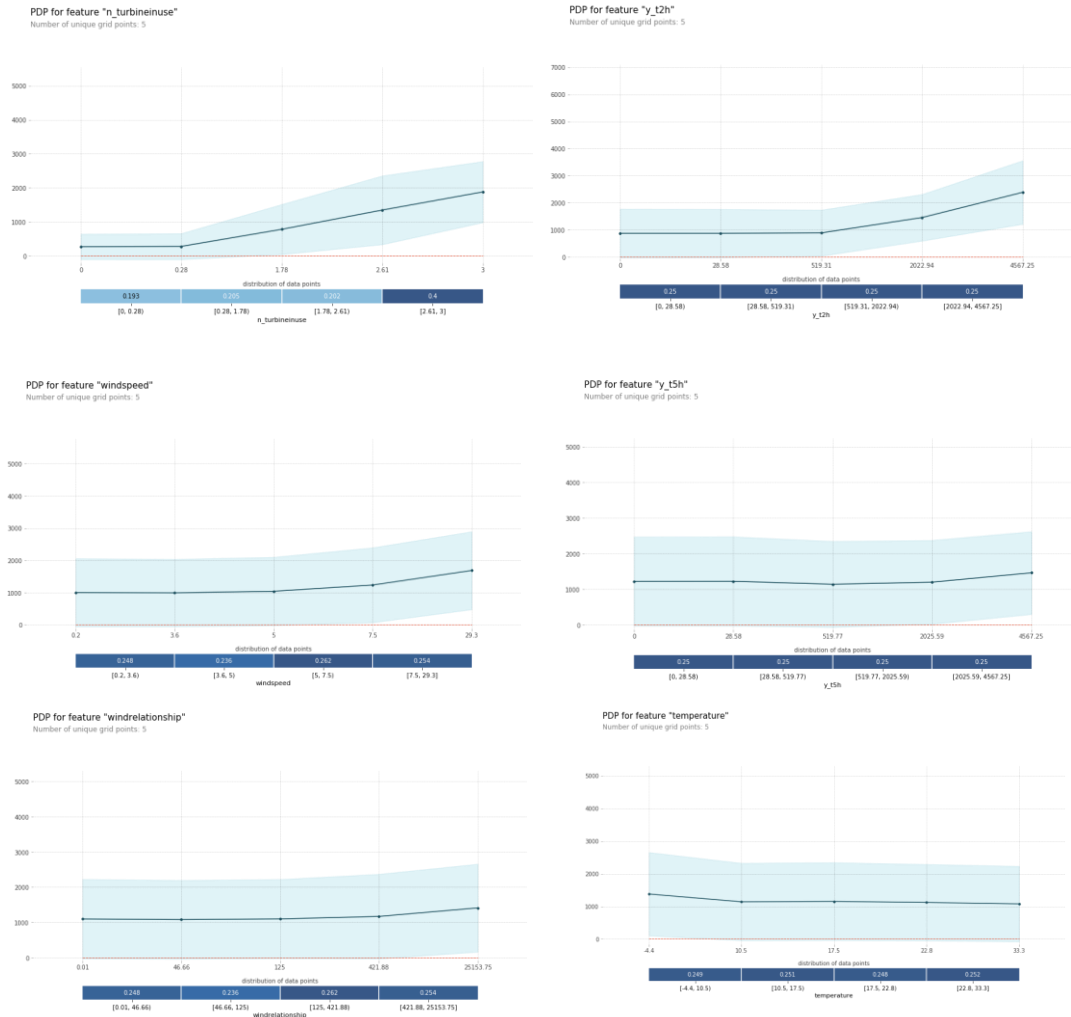 PDP for feature "n_turbineinuse"
Number of unique grid points: 5
5000
4000
3000
2000
1000
0
0 0.28 1.78 2.61 3
distribution of data points
0.193 0.205 0.202 0.4
[0, 0.28) [0.28, 1.78) [1.78, 2.61) [2.61, 3]
n_turbineinuse
PDP for feature "y_t2h"
Number of unique grid points: 5
7000
6000
5000
4000
3000
2000
1000
0
0 28.58 519.31 2022.94 4567.25
distribution of data points
0.25 0.25 0.25 0.25
[0, 28.58) [28.58, 519.31) [519.31, 2022.94) [2022.94, 4567.25]
y_t2h
PDP for feature "windspeed"
Number of unique grid points: 5
5000
4000
3000
2000
1000
0
0.2 3.6 5 7.5 29.3
distribution of data points
0.248 0.236 0.262 0.254
[0.2, 3.6) [3.6, 5) [5, 7.5) [7.5, 29.3]
windspeed
PDP for feature "y_t5h"
Number of unique grid points: 5
5000
4000
3000
2000
1000
0
0 28.58 519.77 2025.59 4567.25
distribution of data points
0.25 0.25 0.25 0.25
[0, 28.58) [28.58, 519.77) [519.77, 2025.59) [2025.59, 4567.25]
y_t5h
PDP for feature "windrelationship"
Number of unique grid points: 5
5000
4000
3000
2000
1000
0
0.01 46.66 125 421.88 25153.75
distribution of data points
0.248 0.236 0.262 0.254
[0.01, 46.66) [46.66, 125) [125, 421.88) [421.88, 25153.75]
windrelationship
PDP for feature "temperature"
Number of unique grid points: 5
5000
4000
3000
2000
1000
0
-4.4 10.5 17.5 22.8 33.3
distribution of data points
0.249 0.251 0.248 0.252
[-4.4, 10.5) [10.5, 17.5) [17.5, 22.8) [22.8, 33.3]
temperature